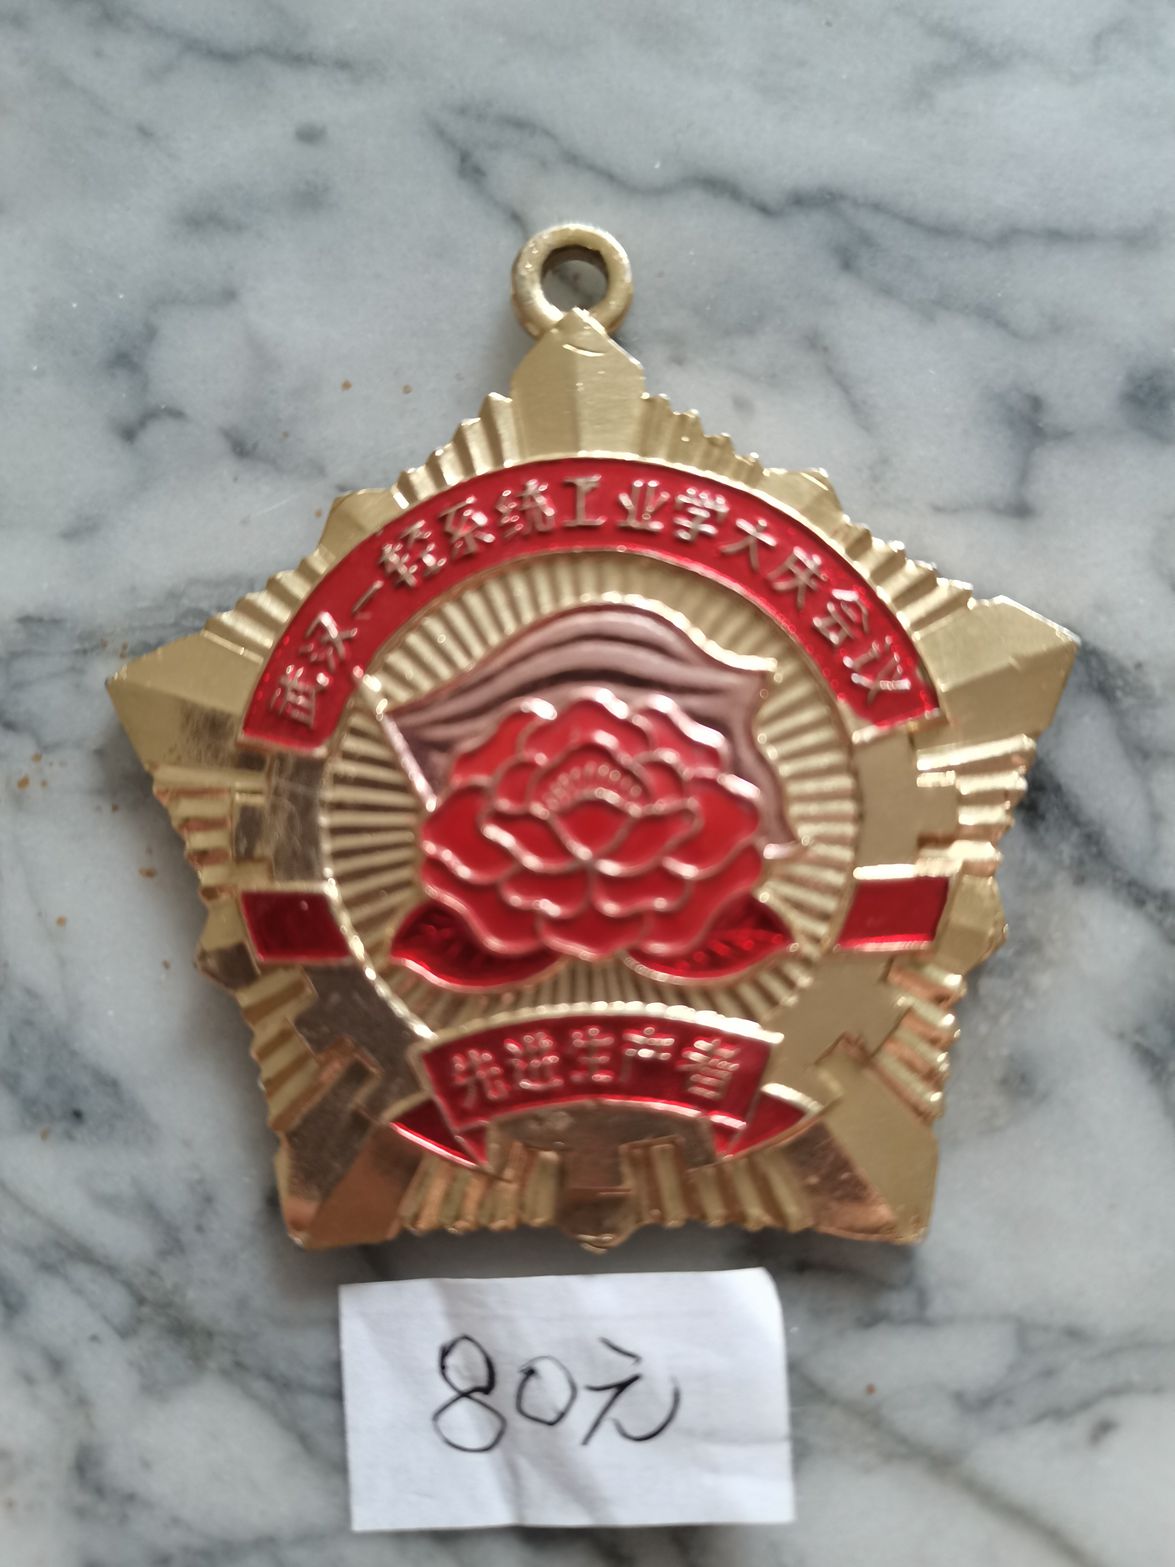 武汉一轻系统工业学大庆会议
先进生产者
80元